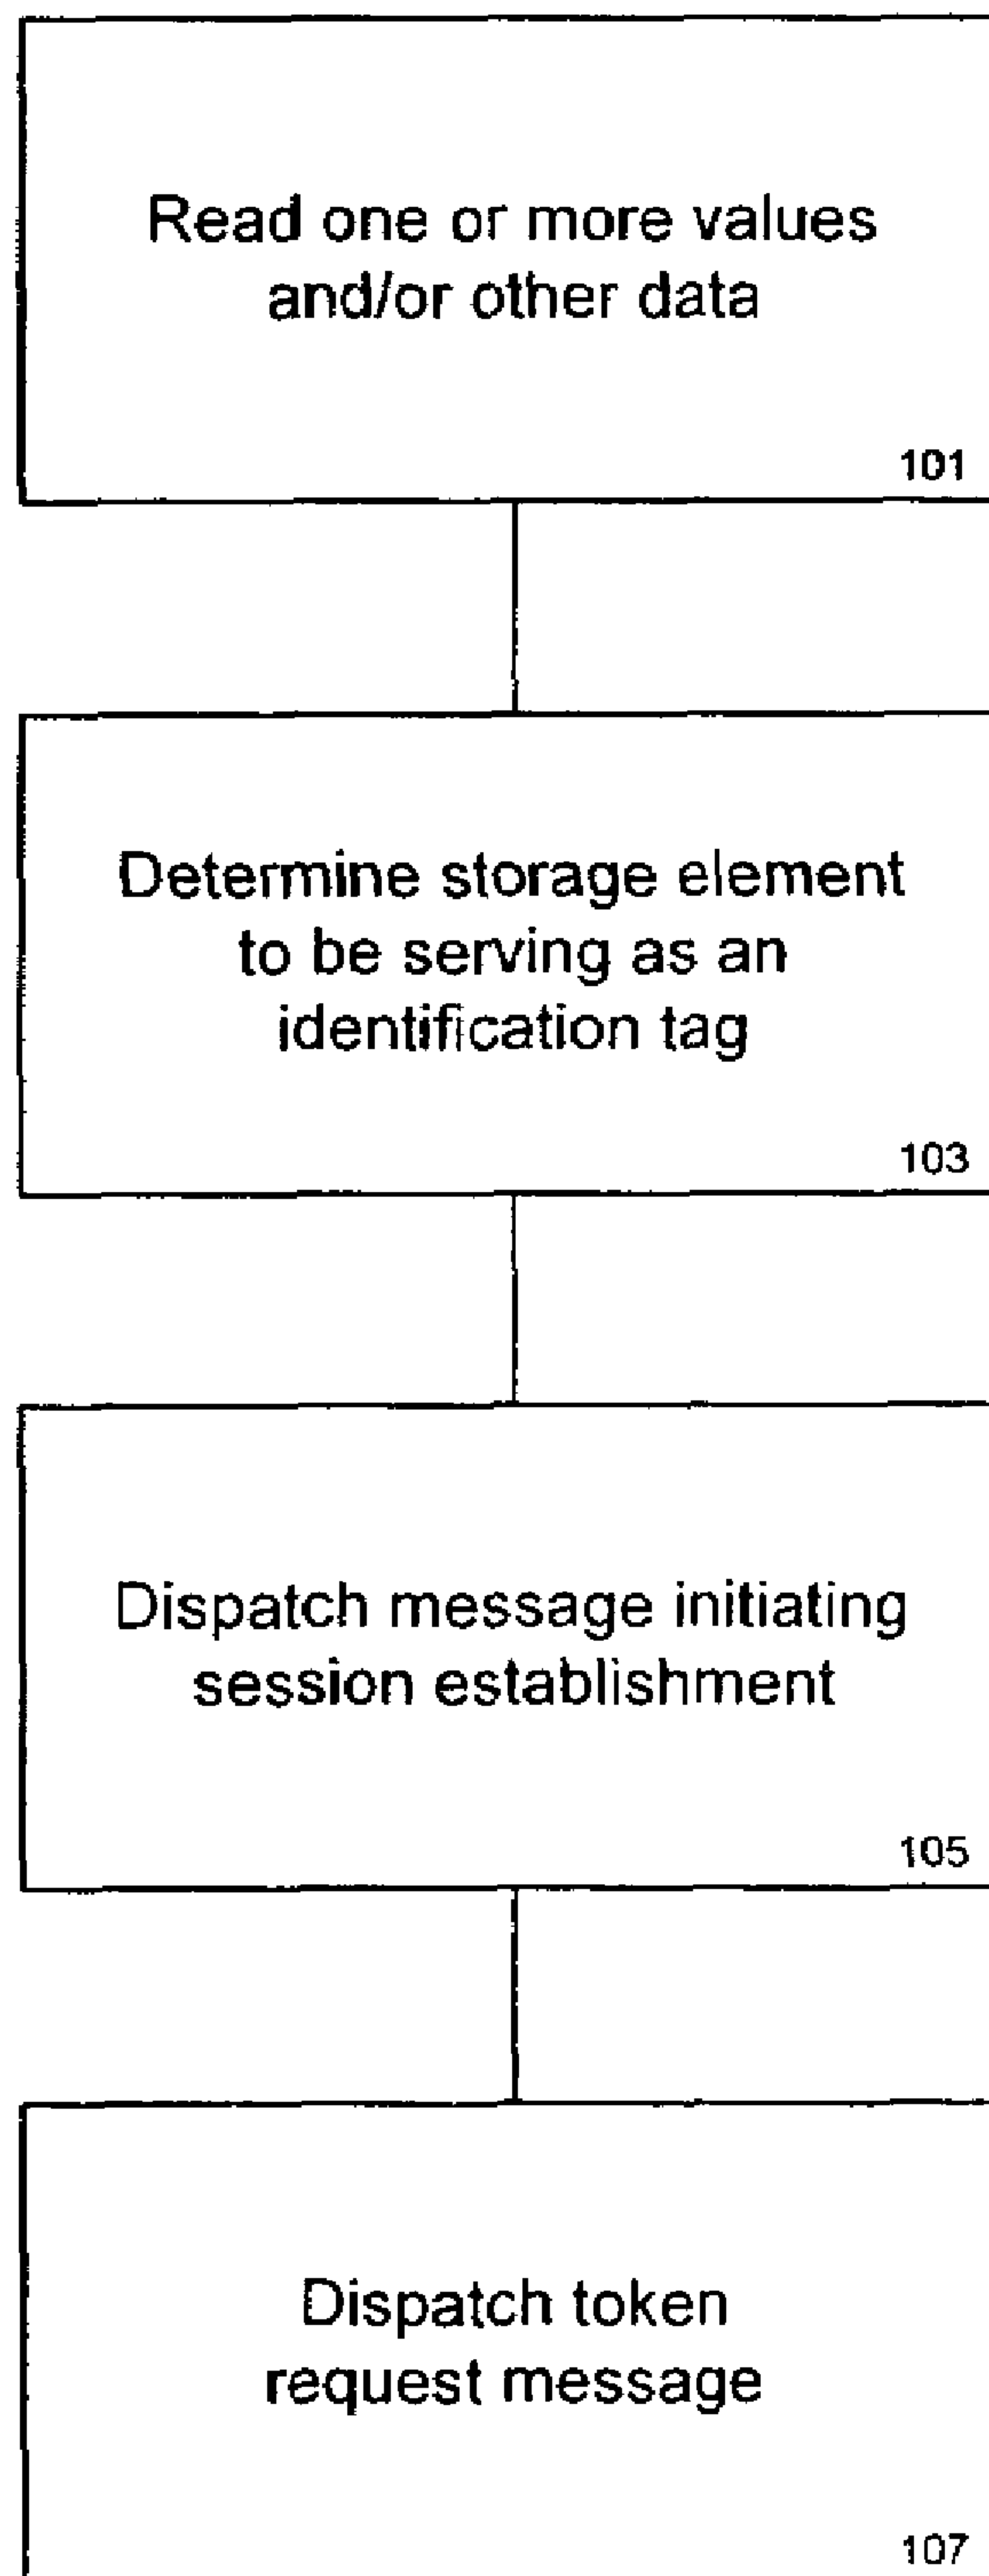 Read one or more values
and/or other data
101
Determine storage element
to be serving as an
identification tag
103
Dispatch message initiating
session establishment
105
Dispatch token
request message
107